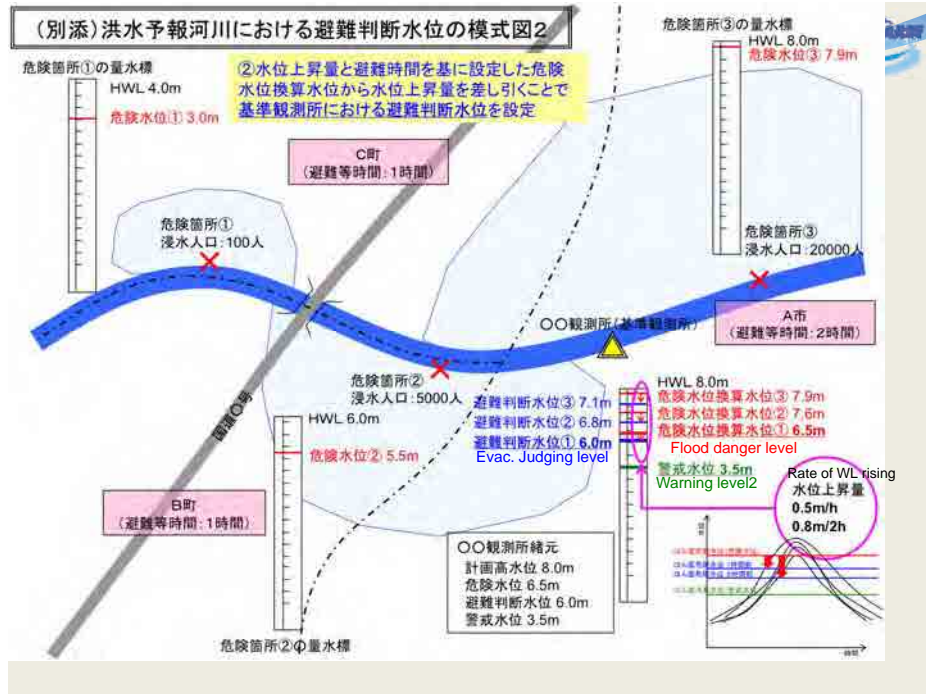 (別添)洪水予報河川における避難判断水位の模式図2
危険箇所①の量水標
HWL 4.0m
危険水位① 3.0m
②水位上昇量と避難時間を基に設定した危険
水位換算水位から水位上昇量を差し引くことで
基準観測所における避難判断水位を設定
危険箇所③の量水標
HWL 8.0m
危険水位③ 7.9m
C町
(避難等時間:1時間)
危険箇所①
浸水人口:100人
危険箇所③
浸水人口:20000人
A市
(避難等時間:2時間)
〇〇観測所(基準観測所)
国道〇号
危険箇所②
浸水人口:5000人
HWL 6.0m
危険水位② 5.5m
B町
(避難等時間:1時間)
危険箇所②の量水標
HWL 8.0m
避難判断水位③ 7.1m
避難判断水位② 6.8m
避難判断水位① 6.0m
Evac. Judging level
危険水位換算水位③ 7.9m
危険水位換算水位② 7.6m
危険水位換算水位① 6.5m
Flood danger level
警戒水位 3.5m
Warning level2
Rate of WL rising
水位上昇量
0.5m/h
0.8m/2h
〇〇観測所緒元
計画高水位 8.0m
危険水位 6.5m
避難判断水位 6.0m
警戒水位 3.5m